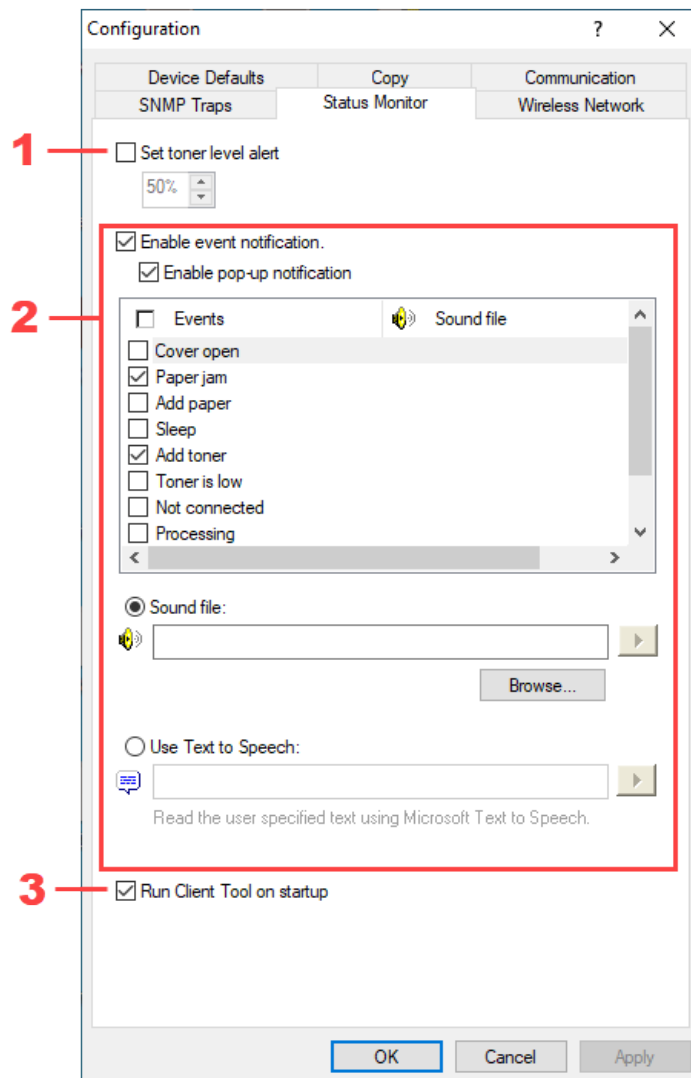 Configuration ?
Device Defaults Copy Communication
SNMP Traps Status Monitor Wireless Network
1 Set toner level alert
50%
Enable event notification.
Enable pop-up notification
2 Events Sound file
Cover open
Paper jam
Add paper
Sleep
Add toner
Toner is low
Not connected
Processing
Sound file:
Browse...
Use Text to Speech:
Read the user specified text using Microsoft Text to Speech.
3 Run Client Tool on startup
OK Cancel Apply